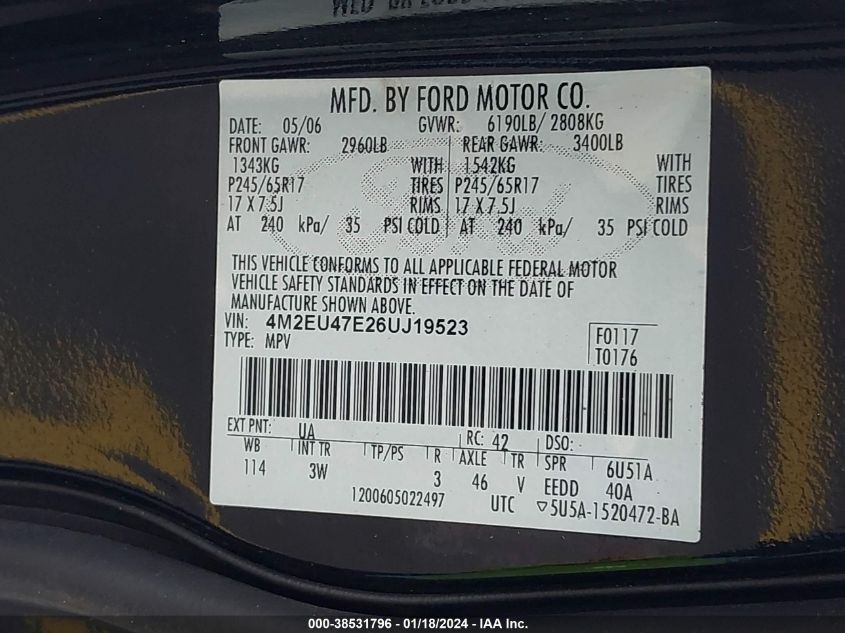 WED
MFD. BY FORD MOTOR CO.
DATE: 05/06 GVWR: 6190LB/ 2808KG
FRONT GAWR: 2960LB REAR GAWR: 3400LB
1343KG WITH 1542KG WITH
P245/65R17 TIRES P245/65R17 TIRES
17 X 7.5J RIMS 17 X 7.5J RIMS
AT 240 kPa/ 35 PSI COLD AT 240 kPa/ 35 PSI COLD
THIS VEHICLE CONFORMS TO ALL APPLICABLE FEDERAL MOTOR
VEHICLE SAFETY STANDARDS IN EFFECT ON THE DATE OF
MANUFACTURE SHOWN ABOVE.
VIN: 4M2EU47E26UJ19523
TYPE: MPV
F0117
T0176
EXT PNT: UA RC: 42 DSO:
WB INT TR TP/PS R AXLE TR SPR 6U51A
114 3W 3 46 V EEDD 40A
1200605022497 UTC ▽5U5A-1520472-BA
000-38531796 - 01/18/2024 - IAA Inc.